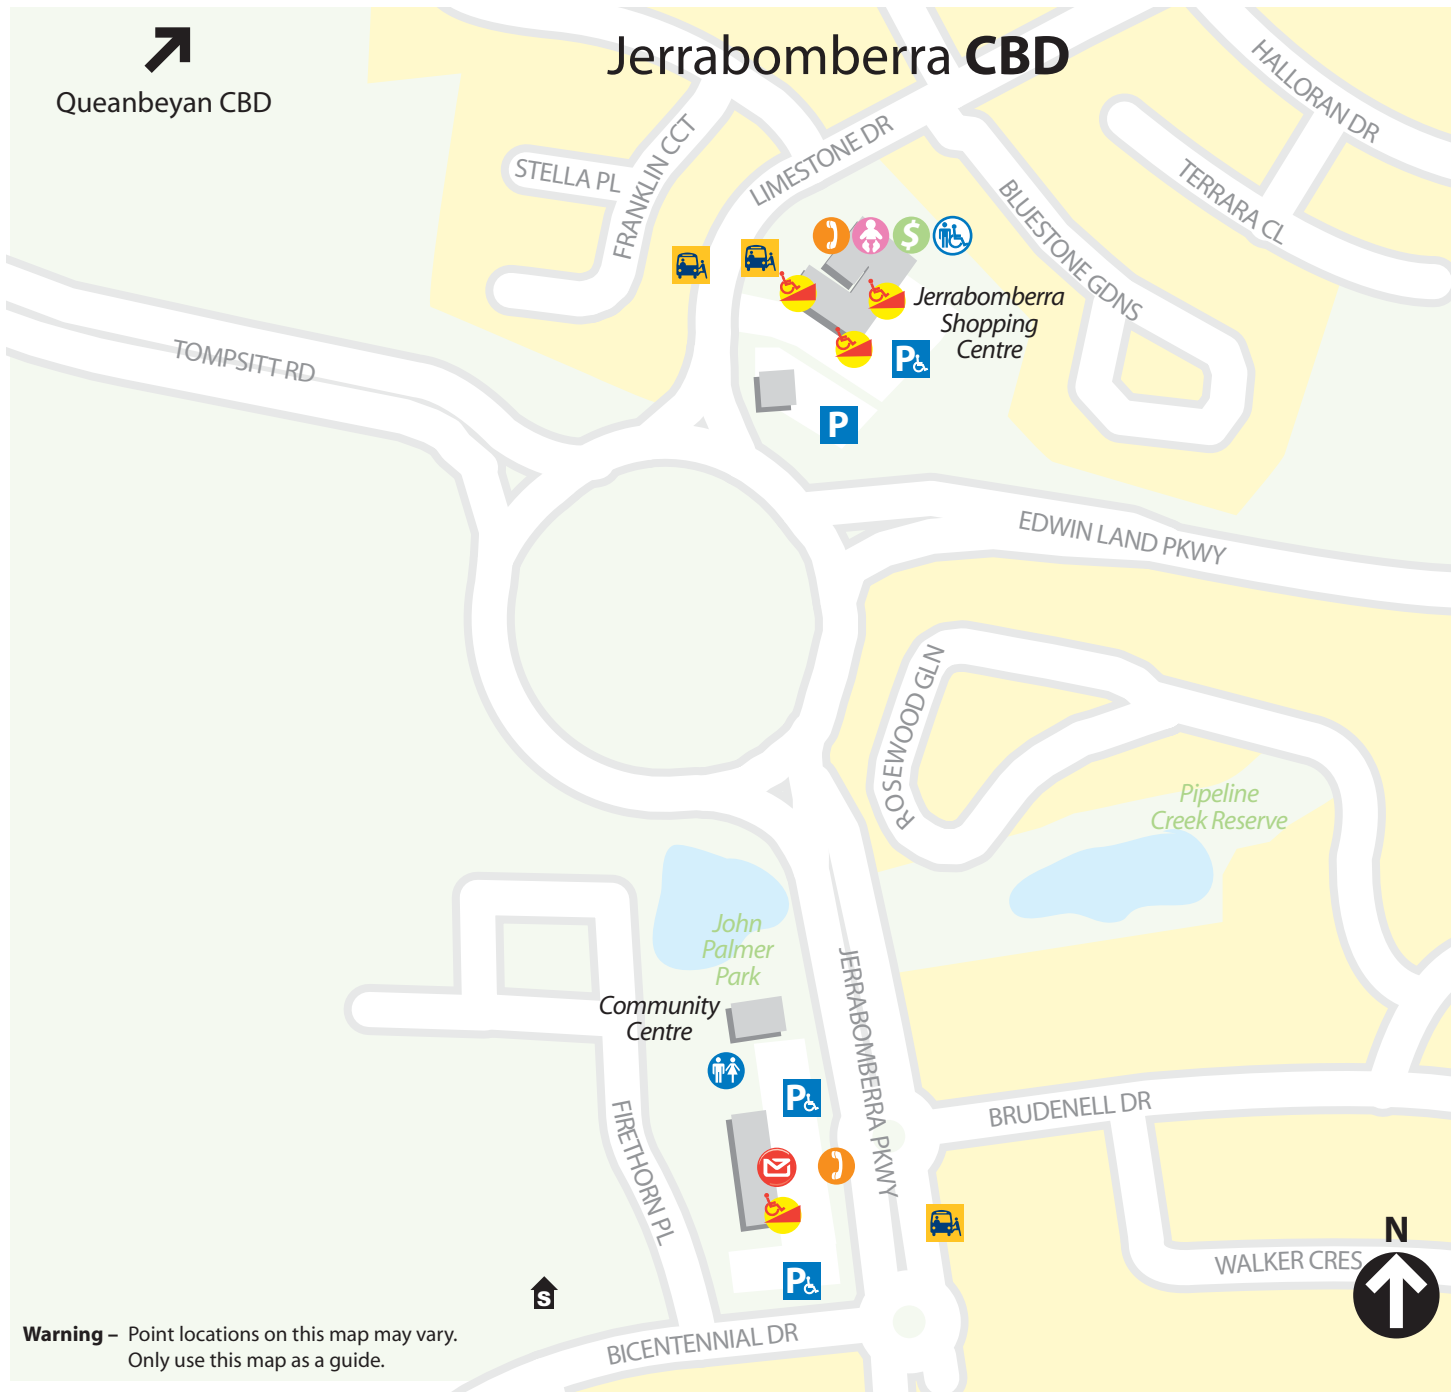 Jerrabomberra CBD
Queanbeyan CBD
HALLORAN DR
STELLA PL
FRANKLIN CCT
LIMESTONE DR
TERRARA CL
BLUESTONE GDNS
$
Jerrabomberra
Shopping
Centre
TOMPSITT RD
P
P
EDWIN LAND PKWY
ROSEWOOD GLN
Pipeline
Creek Reserve
John
Palmer
Park
Community
Centre
JERRABOMBERRA PKWY
P
BRUDENELL DR
FIRETHORN PL
N
WALKER CRES
P
S
Warning – Point locations on this map may vary.
Only use this map as a guide.
BICENTENNIAL DR